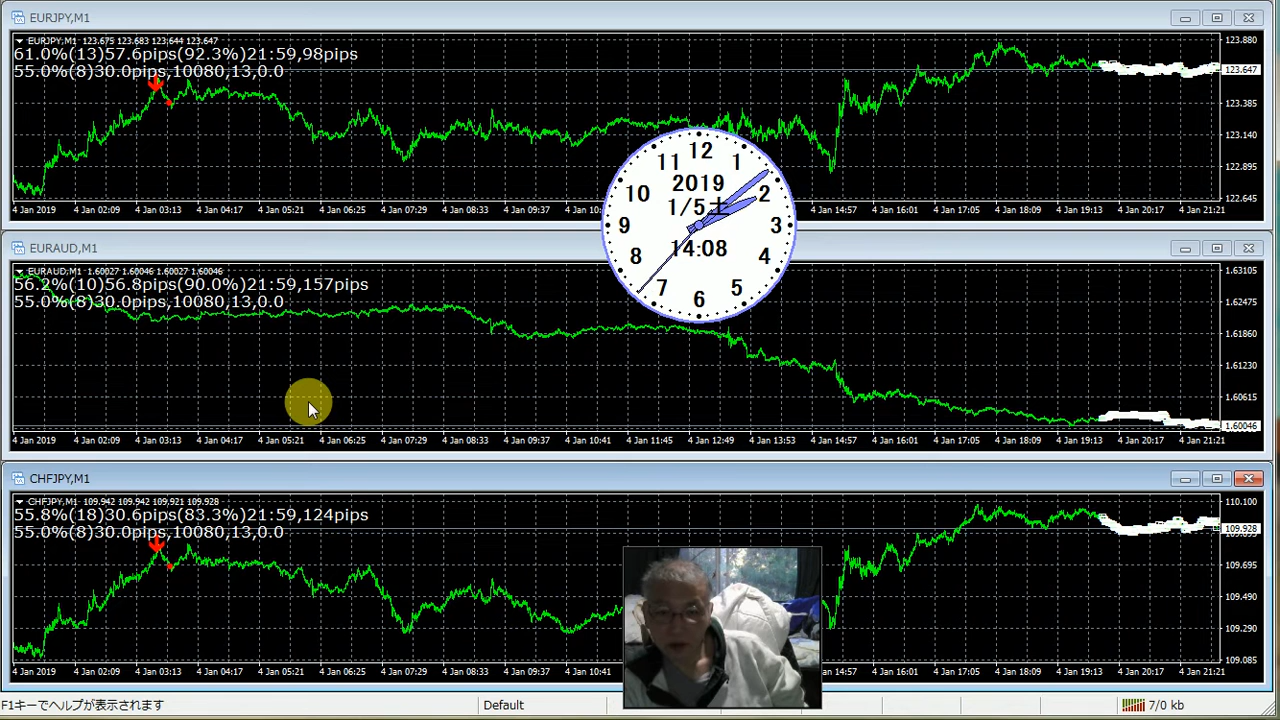 EURJPY,M1
EURJPY,M1 123.675 123.683 123.644 123.647
61.0%(13)57.6pips(92.3%)21:59,98pips
55.0%(8)30.0pips,10080,13,0.0
123.880
123.647
123.385
123.140
122.895
122.645
4 Jan 2019 4 Jan 02:09 4 Jan 03:13 4 Jan 04:17 4 Jan 05:21 4 Jan 06:25 4 Jan 07:29 4 Jan 08:33 4 Jan 09:37 4 Jan 14:57 4 Jan 16:01 4 Jan 17:05 4 Jan 18:09 4 Jan 19:13 4 Jan 20:17 4 Jan 21:21
12
1
2
3
4
5
6
7
8
9
10
11
2019
1/5土
14:08
EURAUD,M1
EURAUD,M1 1.60027 1.60046 1.60027 1.60046
56.2%(10)56.8pips(90.0%)21:59,157pips
55.0%(8)30.0pips,10080,13,0.0
1.63105
1.62475
1.61860
1.61230
1.60615
1.60046
4 Jan 2019 4 Jan 02:09 4 Jan 03:13 4 Jan 04:17 4 Jan 05:21 4 Jan 06:25 4 Jan 07:29 4 Jan 08:33 4 Jan 09:37 4 Jan 10:41 4 Jan 11:45 4 Jan 12:49 4 Jan 13:53 4 Jan 14:57 4 Jan 16:01 4 Jan 17:05 4 Jan 18:09 4 Jan 19:13 4 Jan 20:17 4 Jan 21:21
CHFJPY,M1
CHFJPY,M1 109.942 109.942 109.921 109.928
55.8%(18)30.6pips(83.3%)21:59,124pips
55.0%(8)30.0pips,10080,13,0.0
110.100
109.928
109.695
109.490
109.290
109.085
4 Jan 2019 4 Jan 02:09 4 Jan 03:13 4 Jan 04:17 4 Jan 05:21 4 Jan 06:25 4 Jan 07:29 4 Jan 08:33 4 Jan 09:37 4 Jan 10:41 4 Jan 14:57 4 Jan 16:01 4 Jan 17:05 4 Jan 18:09 4 Jan 19:13 4 Jan 20:17 4 Jan 21:21
F1キーでヘルプが表示されます
Default
7/0 kb